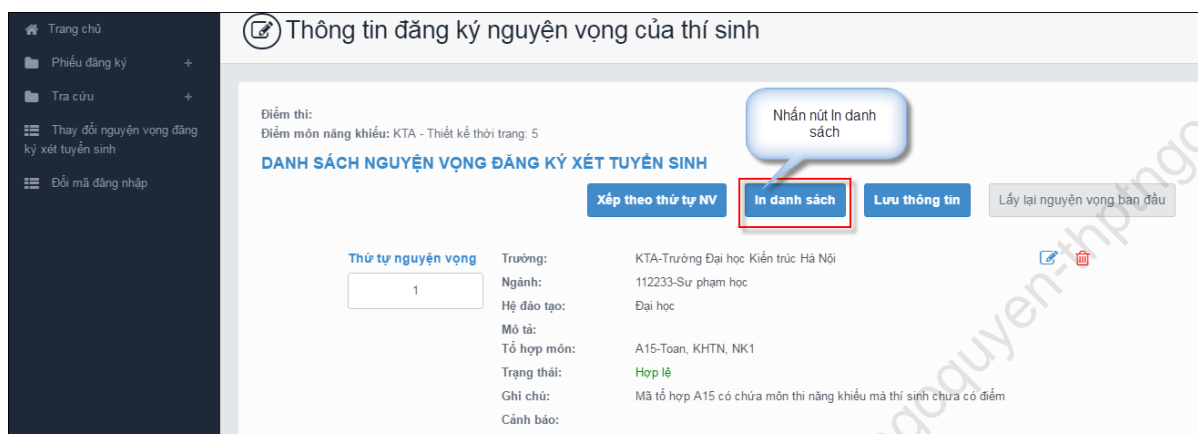 Trang chủ
Phiếu đăng ký +
Tra cứu +
Thay đổi nguyện vọng đăng
ký xét tuyển sinh
Đổi mã đăng nhập
Thông tin đăng ký nguyện vọng của thí sinh
Điểm thi:
Điểm môn năng khiếu: KTA - Thiết kế thời trang: 5
Nhấn nút In danh
sách
DANH SÁCH NGUYỆN VỌNG ĐĂNG KÝ XÉT TUYỂN SINH
Xếp theo thứ tự NV In danh sách Lưu thông tin Lấy lại nguyện vọng ban đầu
Thứ tự nguyện vọng
1
Trường: KTA-Trường Đại học Kiến trúc Hà Nội
Ngành: 112233-Sư phạm học
Hệ đào tạo: Đại học
Mô tả:
Tổ hợp môn: A15-Toan, KHTN, NK1
Trạng thái: Hợp lệ
Ghi chú: Mã tổ hợp A15 có chứa môn thi năng khiếu mà thí sinh chưa có điểm
Cảnh báo: